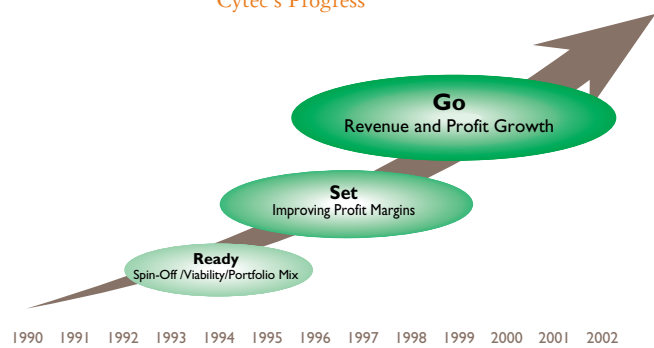 Cytec's Progress
Go
Revenue and Profit Growth
Set
Improving Profit Margins
Ready
Spin-Off /Viability/Portfolio Mix
1990 1991 1992 1993 1994 1995 1996 1997 1998 1999 2000 2001 2002